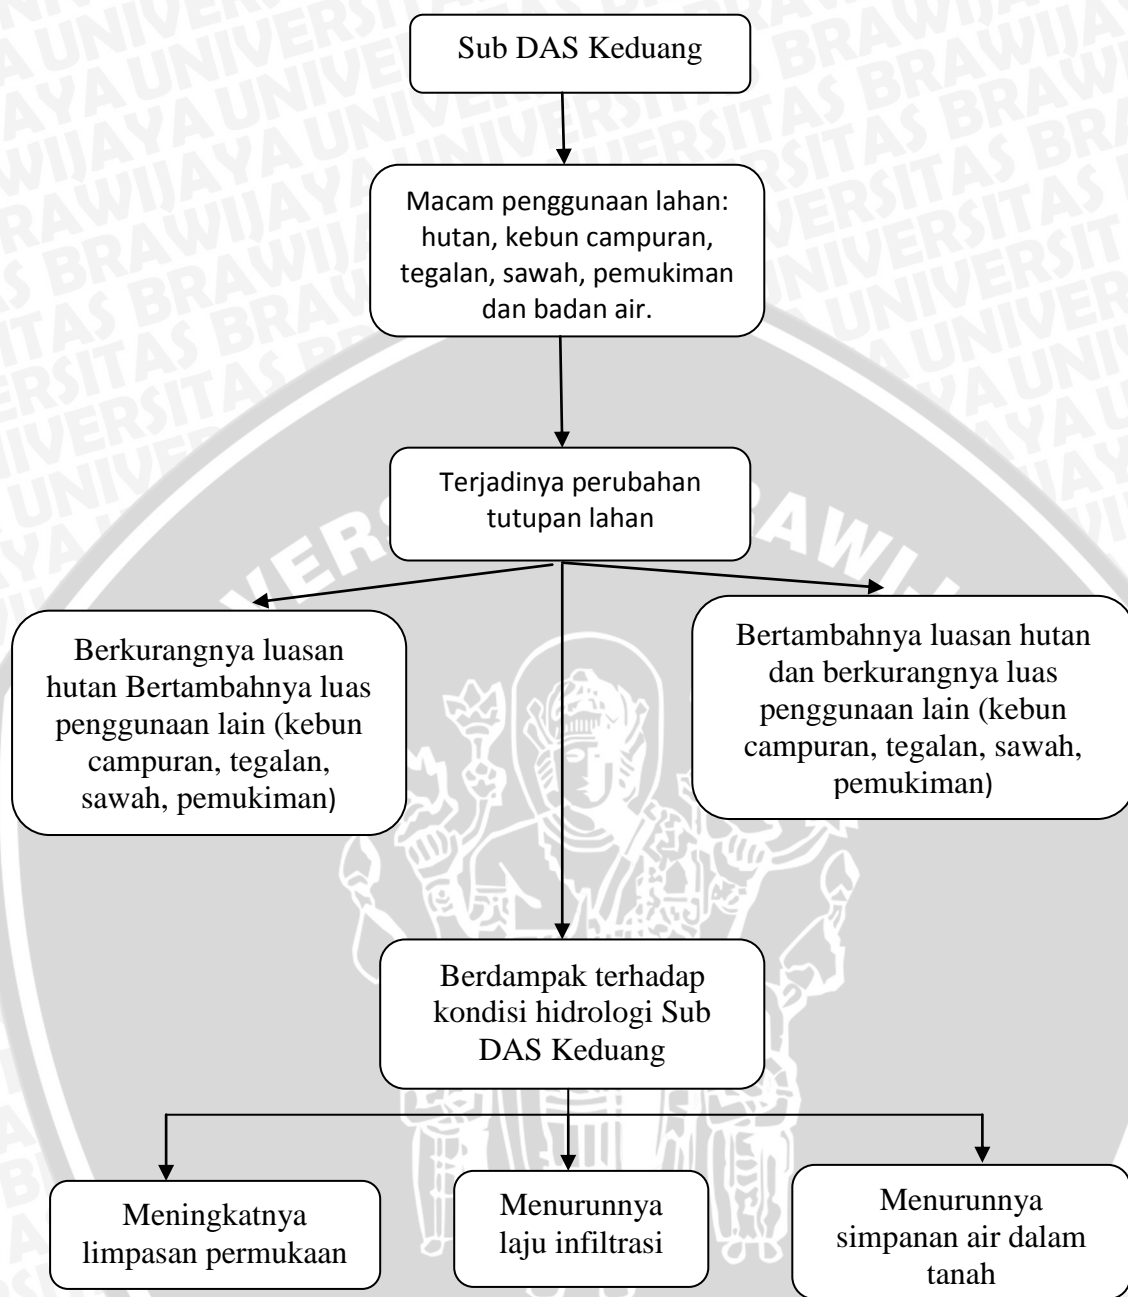 Sub DAS Keduang
Macam penggunaan lahan:
hutan, kebun campuran,
tegalan, sawah, pemukiman
dan badan air.
Terjadinya perubahan
tutupan lahan
Berkurangnya luasan
hutan Bertambahnya luas
penggunaan lain (kebun
campuran, tegalan,
sawah, pemukiman)
Bertambahnya luasan hutan
dan berkurangnya luas
penggunaan lain (kebun
campuran, tegalan, sawah,
pemukiman)
Berdampak terhadap
kondisi hidrologi Sub
DAS Keduang
Meningkatnya
limpasan permukaan
Menurunnya
laju infiltrasi
Menurunnya
simpanan air dalam
tanah